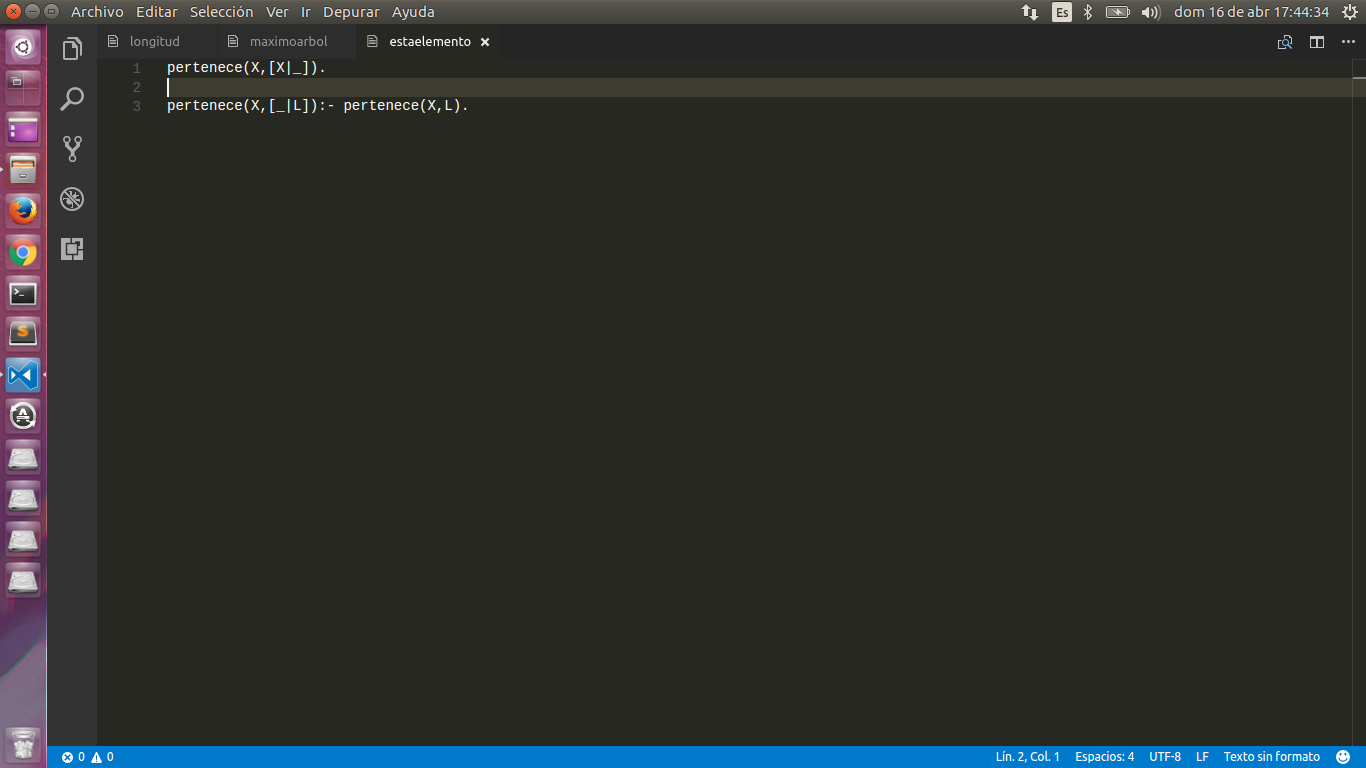 Archivo Editar Selección Ver Ir Depurar Ayuda
Es
dom 16 de abr 17:44:34
longitud
maximoarbol
estaelemento
1 pertenece(X,[X|_]).
2
3 pertenece(X,[_|L]):- pertenece(X,L).
0 0
Lín. 2, Col. 1 Espacios: 4 UTF-8 LF Texto sin formato